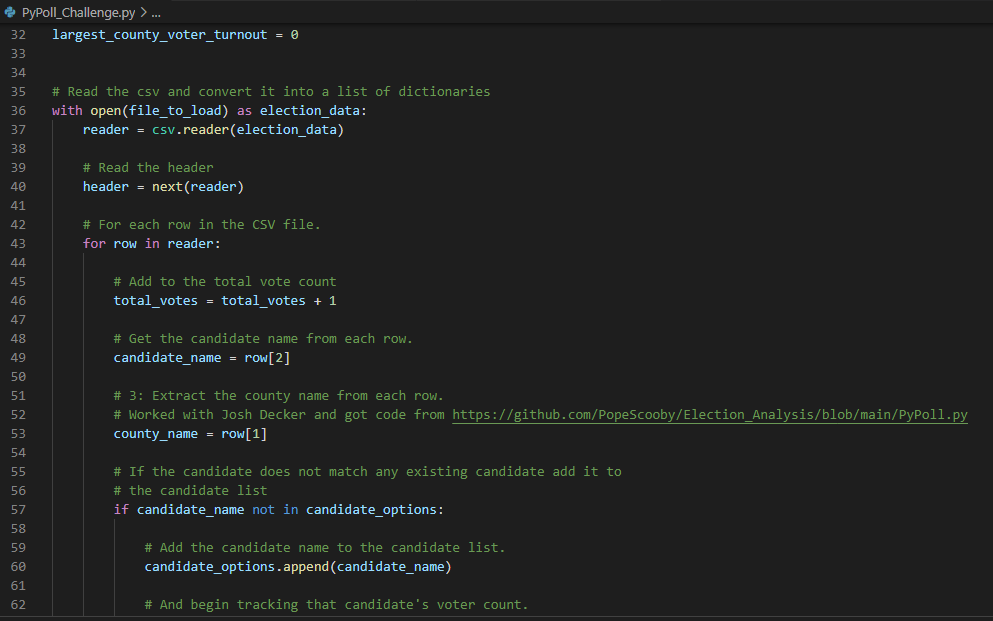 PyPoll_Challenge.py > ...
32 largest_county_voter_turnout = 0
33
34
35 # Read the csv and convert it into a list of dictionaries
36 with open(file_to_load) as election_data:
37     reader = csv.reader(election_data)
38
39     # Read the header
40     header = next(reader)
41
42     # For each row in the CSV file.
43     for row in reader:
44
45         # Add to the total vote count
46         total_votes = total_votes + 1
47
48         # Get the candidate name from each row.
49         candidate_name = row[2]
50
51         # 3: Extract the county name from each row.
52         # Worked with Josh Decker and got code from https://github.com/PopeScooby/Election_Analysis/blob/main/PyPoll.py
53         county_name = row[1]
54
55         # If the candidate does not match any existing candidate add it to
56         # the candidate list
57         if candidate_name not in candidate_options:
58
59             # Add the candidate name to the candidate list.
60             candidate_options.append(candidate_name)
61
62             # And begin tracking that candidate's voter count.